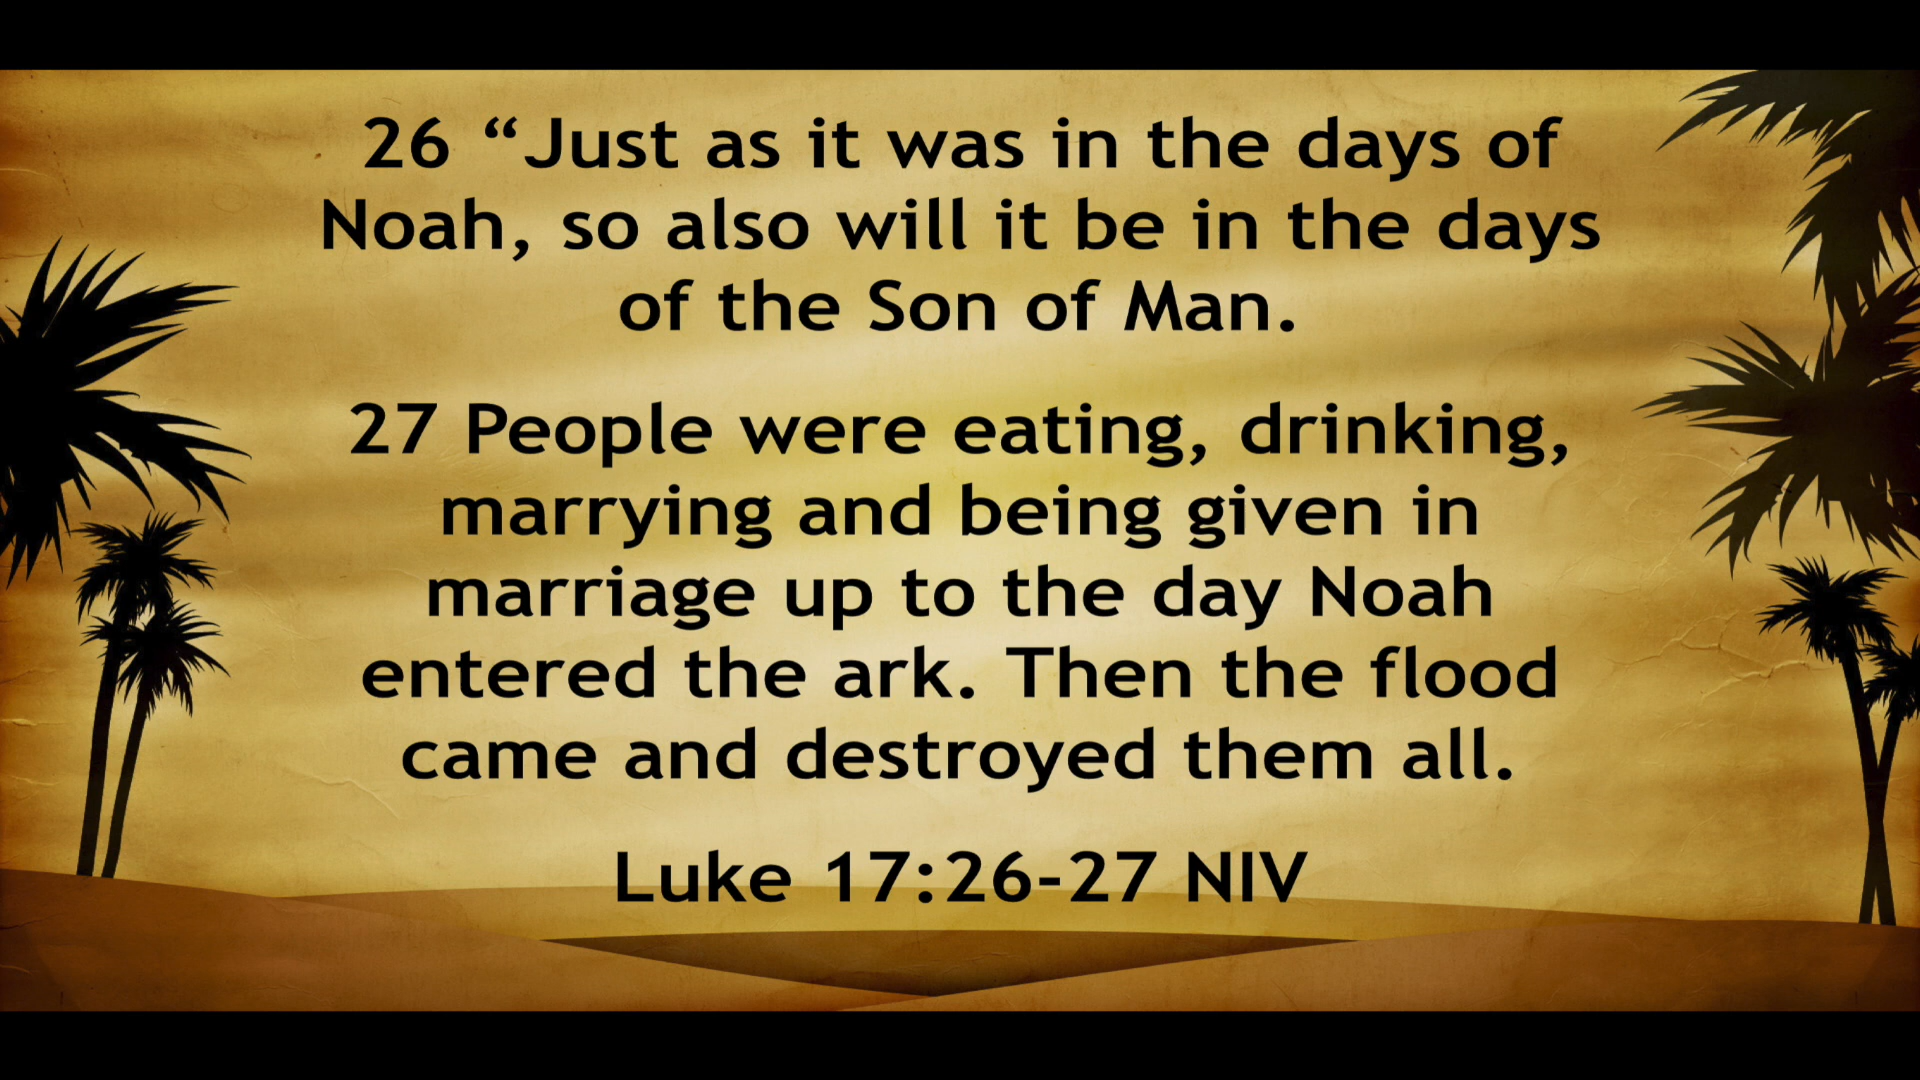 26 “Just as it was in the days of
Noah, so also will it be in the days
of the Son of Man.
27 People were eating, drinking,
marrying and being given in
marriage up to the day Noah
entered the ark. Then the flood
came and destroyed them all.
Luke 17:26-27 NIV